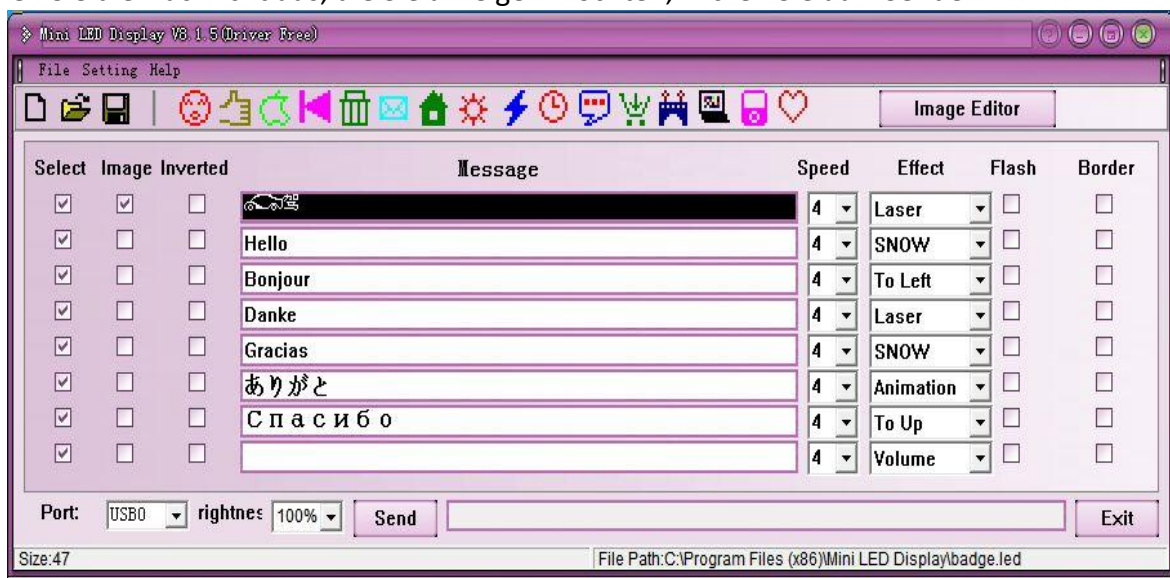 Mini LED Display V8.1.5(Driver Free)
File Setting Help
Image Editor
Select Image Inverted Message Speed Effect Flash Border
驾 4 Laser
Hello 4 SNOW
Bonjour 4 To Left
Danke 4 Laser
Gracias 4 SNOW
ありがと 4 Animation
Спасибо 4 To Up
4 Volume
Port: USB0 rightnes 100% Send Exit
Size:47 File Path:C:\Program Files (x86)\Mini LED Display\badge.led